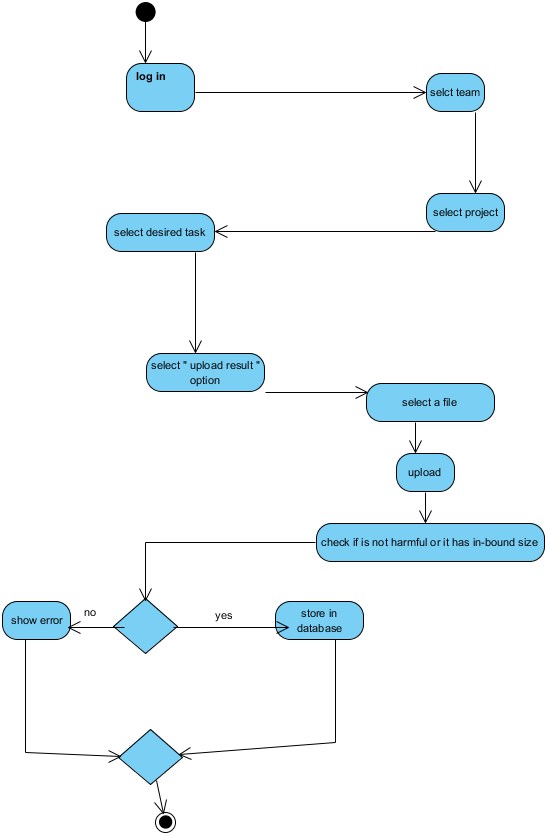 log in
selct team
select project
select desired task
select " upload result "
option
select a file
upload
check if is not harmful or it has in-bound size
no
yes
show error
store in
database